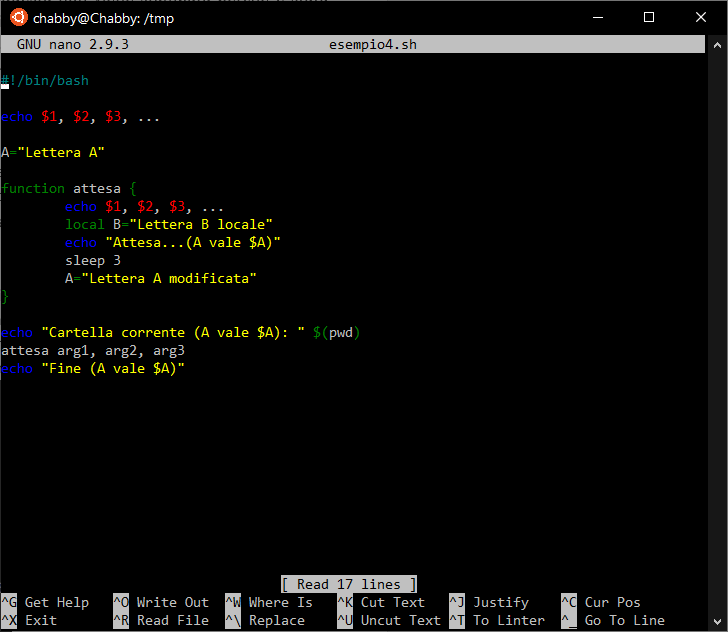 chabby@Chabby: /tmp
GNU nano 2.9.3 esempio4.sh
#!/bin/bash
echo $1, $2, $3, ...
A="Lettera A"
function attesa {
echo $1, $2, $3, ...
local B="Lettera B locale"
echo "Attesa...(A vale $A)"
sleep 3
A="Lettera A modificata"
}
echo "Cartella corrente (A vale $A): " $(pwd)
attesa arg1, arg2, arg3
echo "Fine (A vale $A)"
[ Read 17 lines ]
^G Get Help ^O Write Out ^W Where Is ^K Cut Text ^J Justify ^C Cur Pos
^X Exit ^R Read File ^\ Replace ^U Uncut Text ^T To Linter ^_ Go To Line